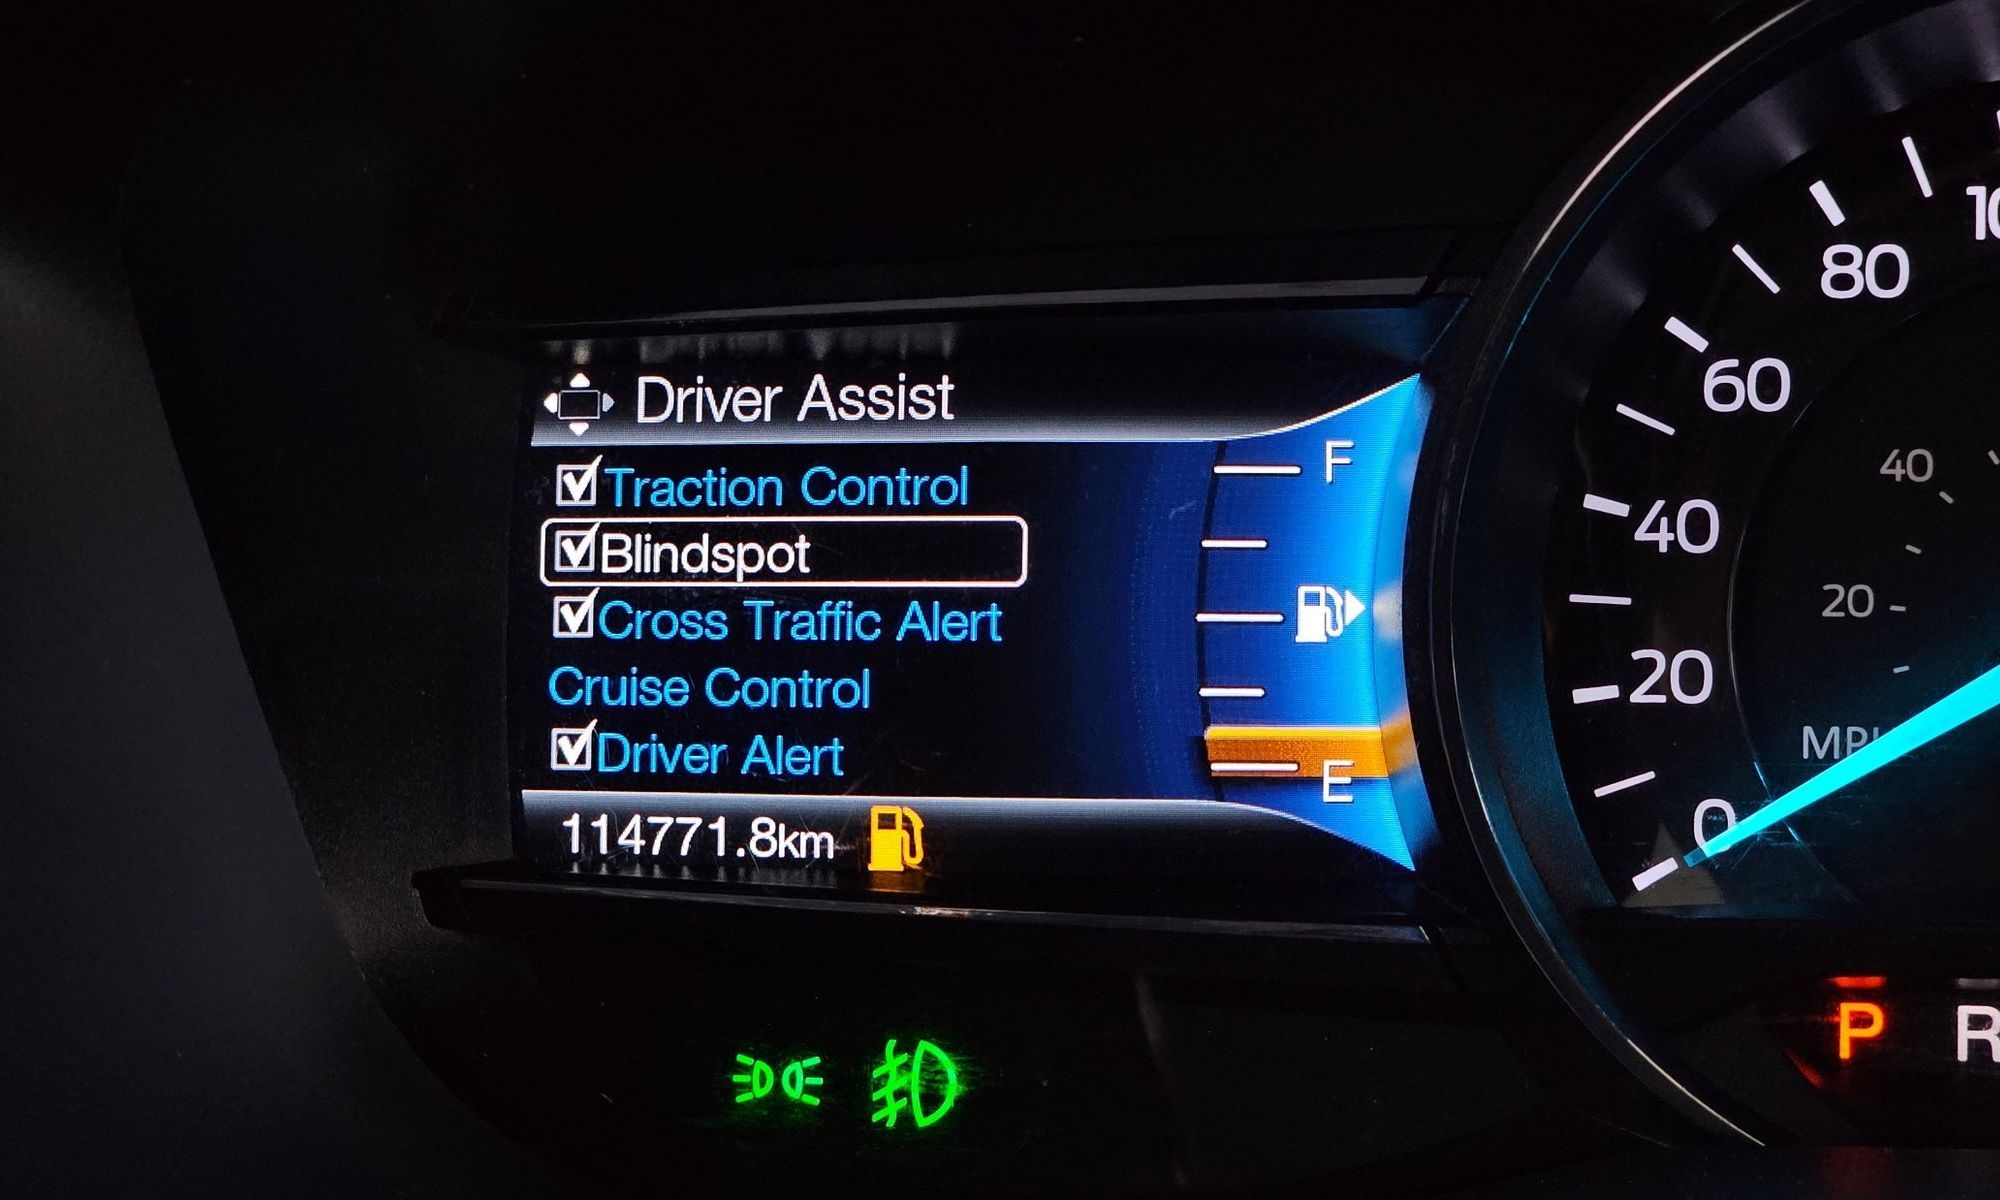 Driver Assist
Traction Control
Blindspot
Cross Traffic Alert
Cruise Control
Driver Alert
114771.8km
F
E
80
60
40
20
0
40
20
P
R